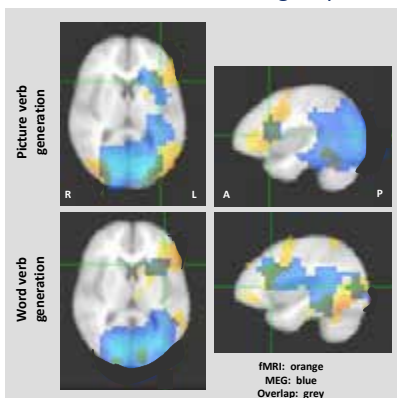 Picture verb
generation
R
L
A
P
Word verb
generation
fMRI: orange
MEG: blue
Overlap: grey